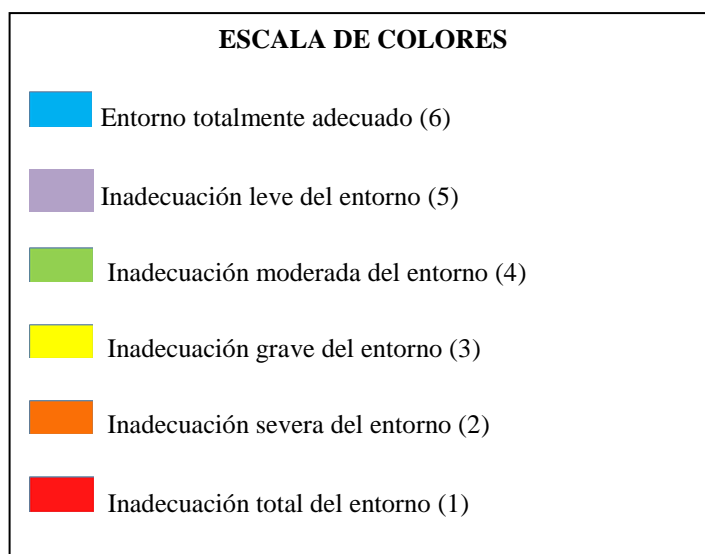 ESCALA DE COLORES
Entorno totalmente adecuado (6)
Inadecuación leve del entorno (5)
Inadecuación moderada del entorno (4)
Inadecuación grave del entorno (3)
Inadecuación severa del entorno (2)
Inadecuación total del entorno (1)